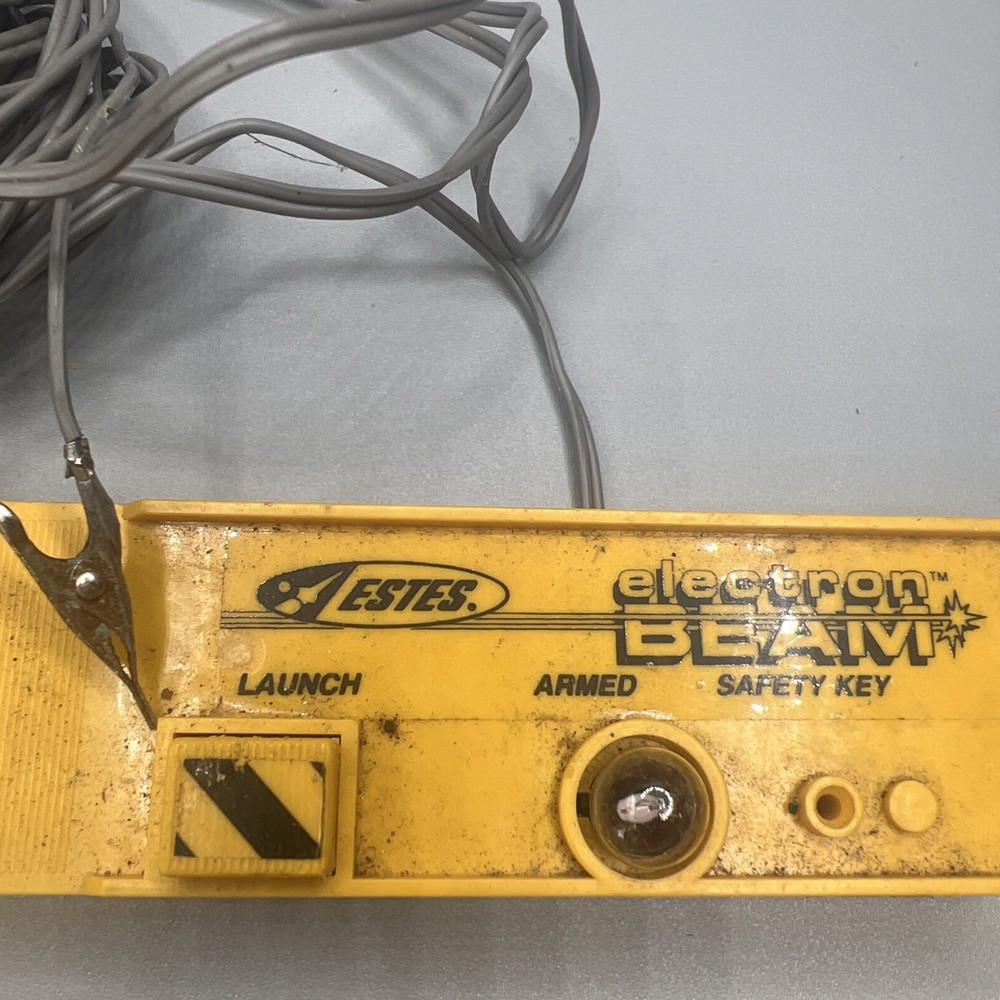 ESTES.
electron™
BEAM
LAUNCH ARMED SAFETY KEY